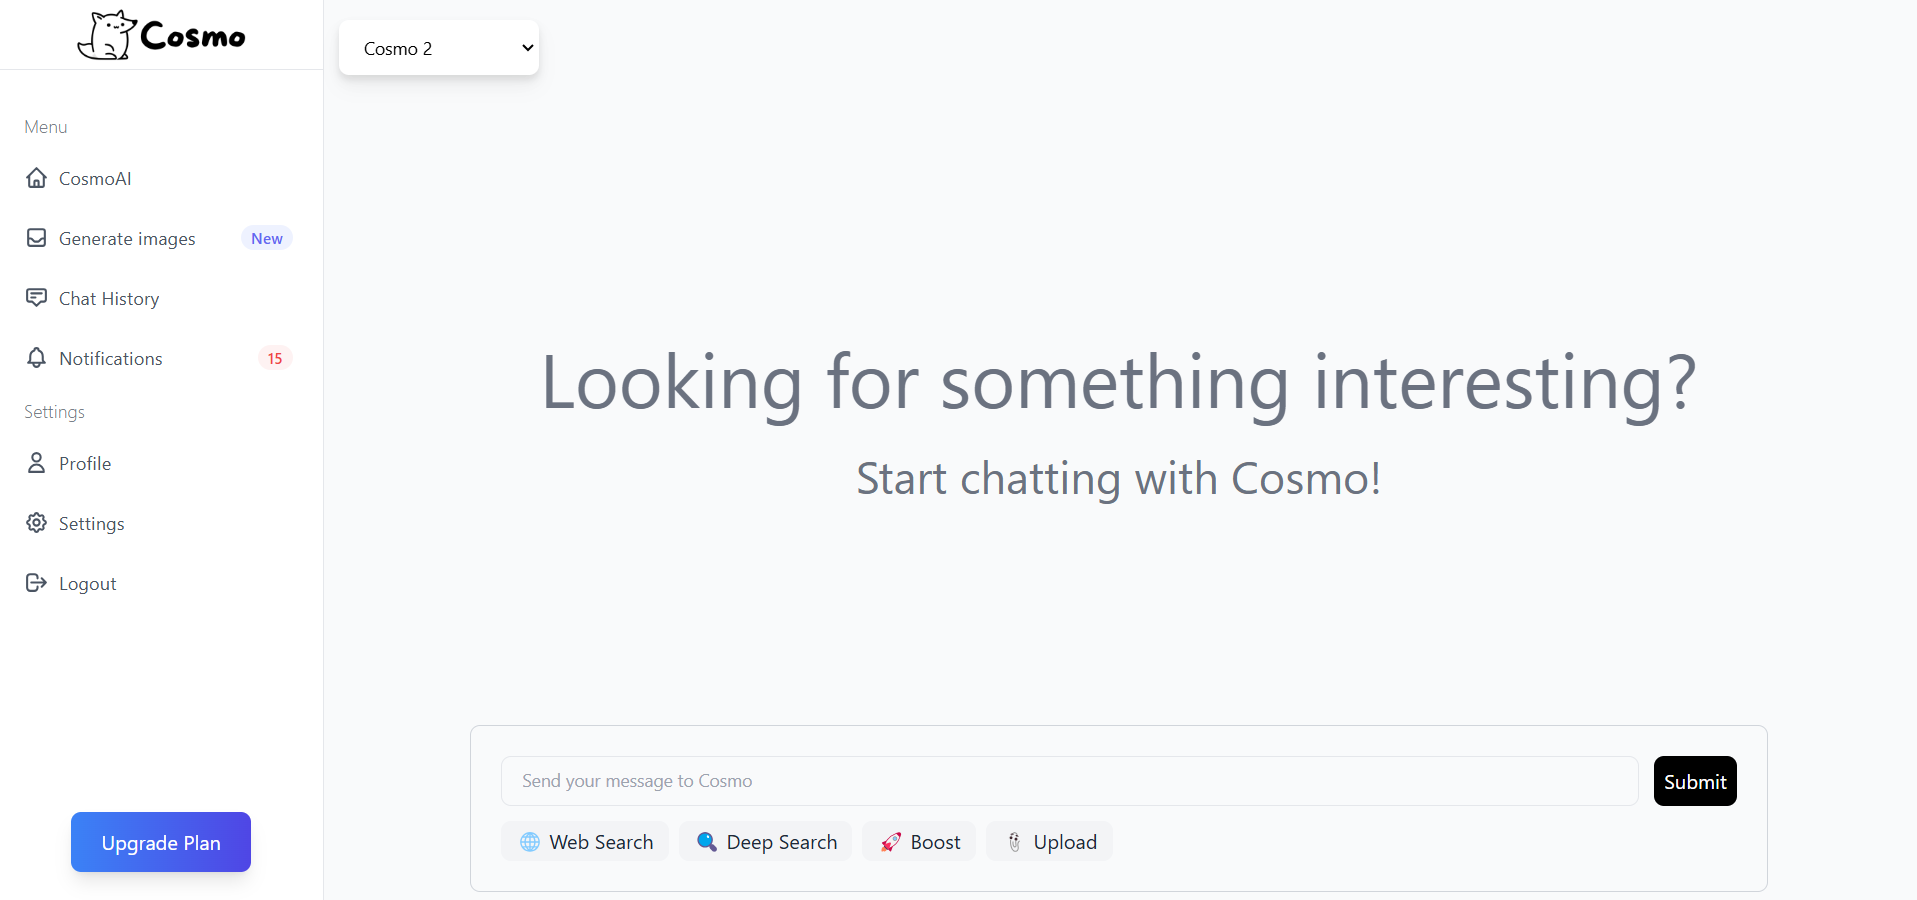 Cosmo
Cosmo 2
Menu
CosmoAI
Generate images New
Chat History
Notifications 15
Settings
Profile
Settings
Logout
Upgrade Plan
Looking for something interesting?
Start chatting with Cosmo!
Send your message to Cosmo
Submit
Web Search Deep Search Boost Upload